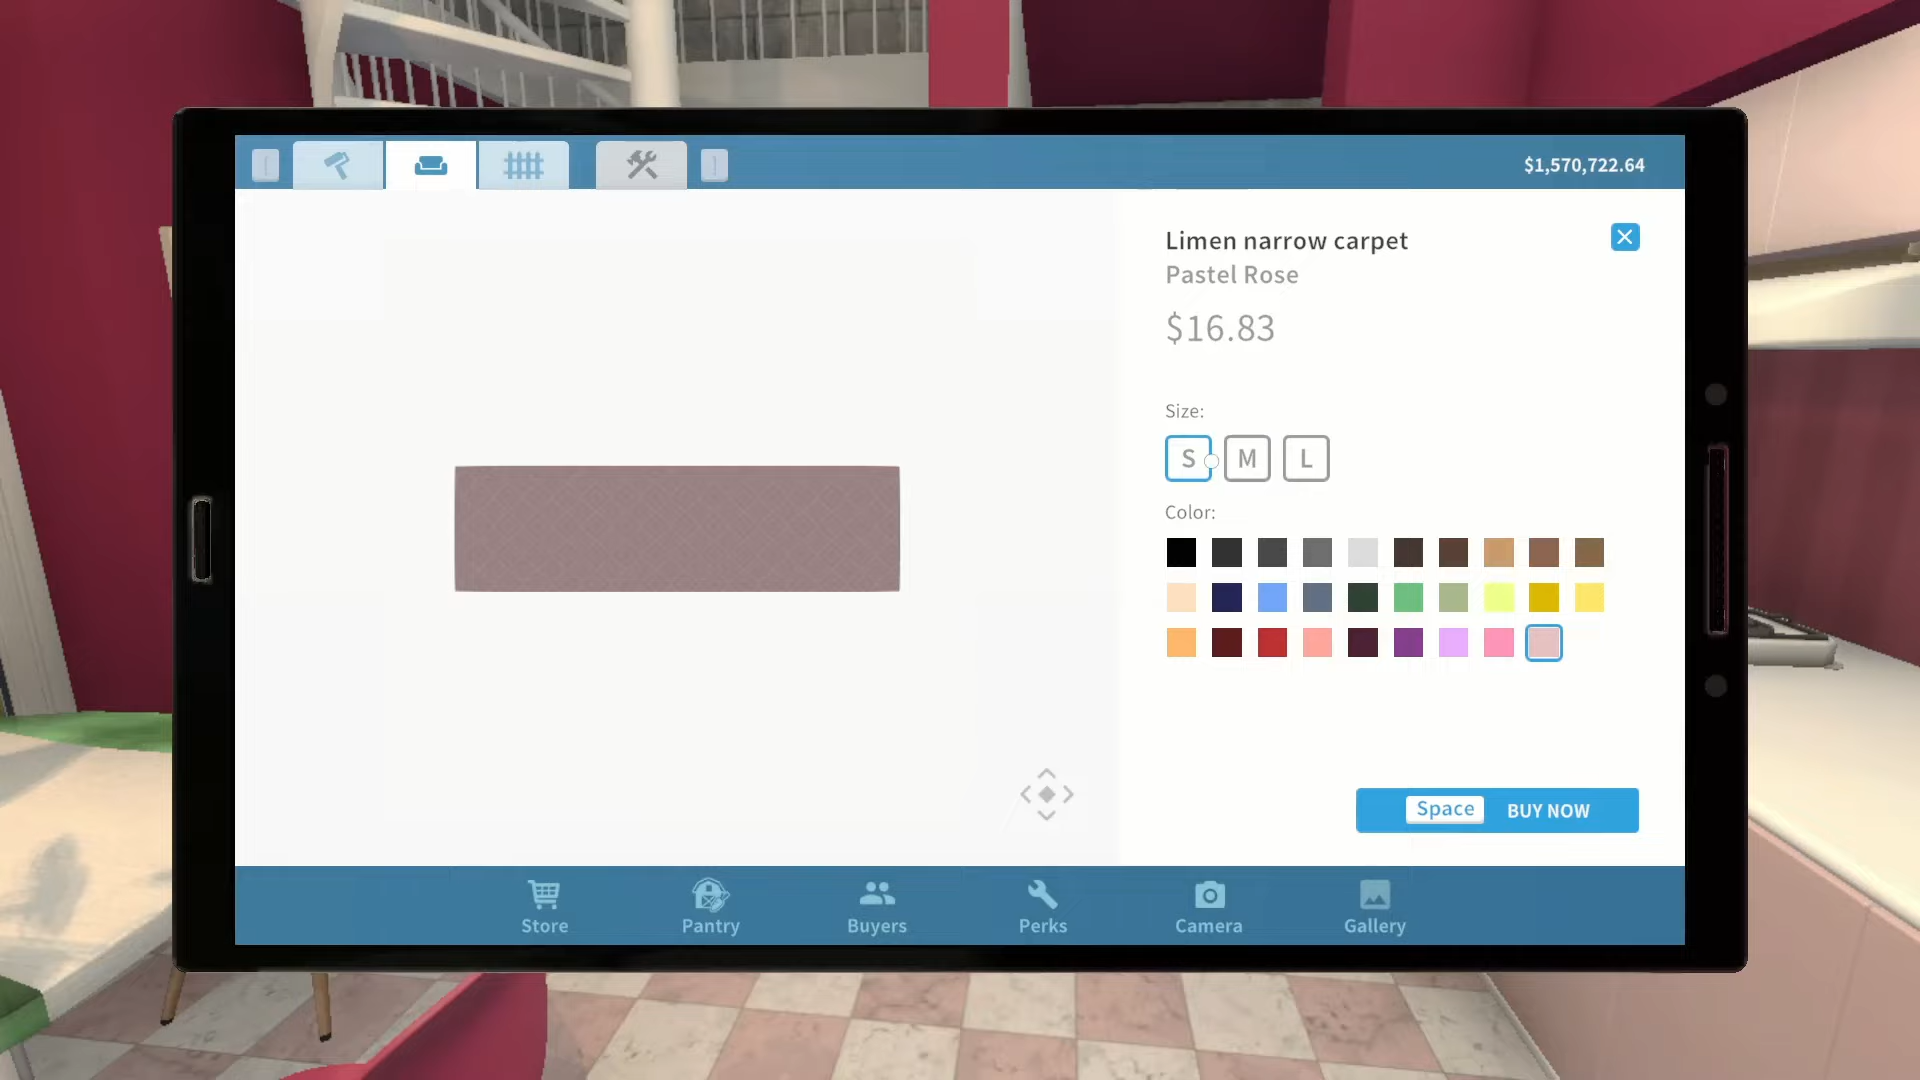 $1,570,722.64
Limen narrow carpet
Pastel Rose
$16.83
Size:
S M L
Color:
Space BUY NOW
Store Pantry Buyers Perks Camera Gallery